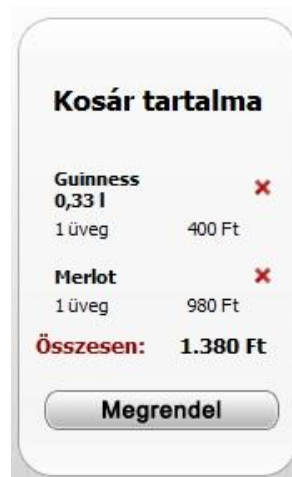 Kosár tartalma
Guinness
0,33 l
1 üveg 400 Ft
Merlot
1 üveg 980 Ft
Összesen: 1.380 Ft
Megrendel